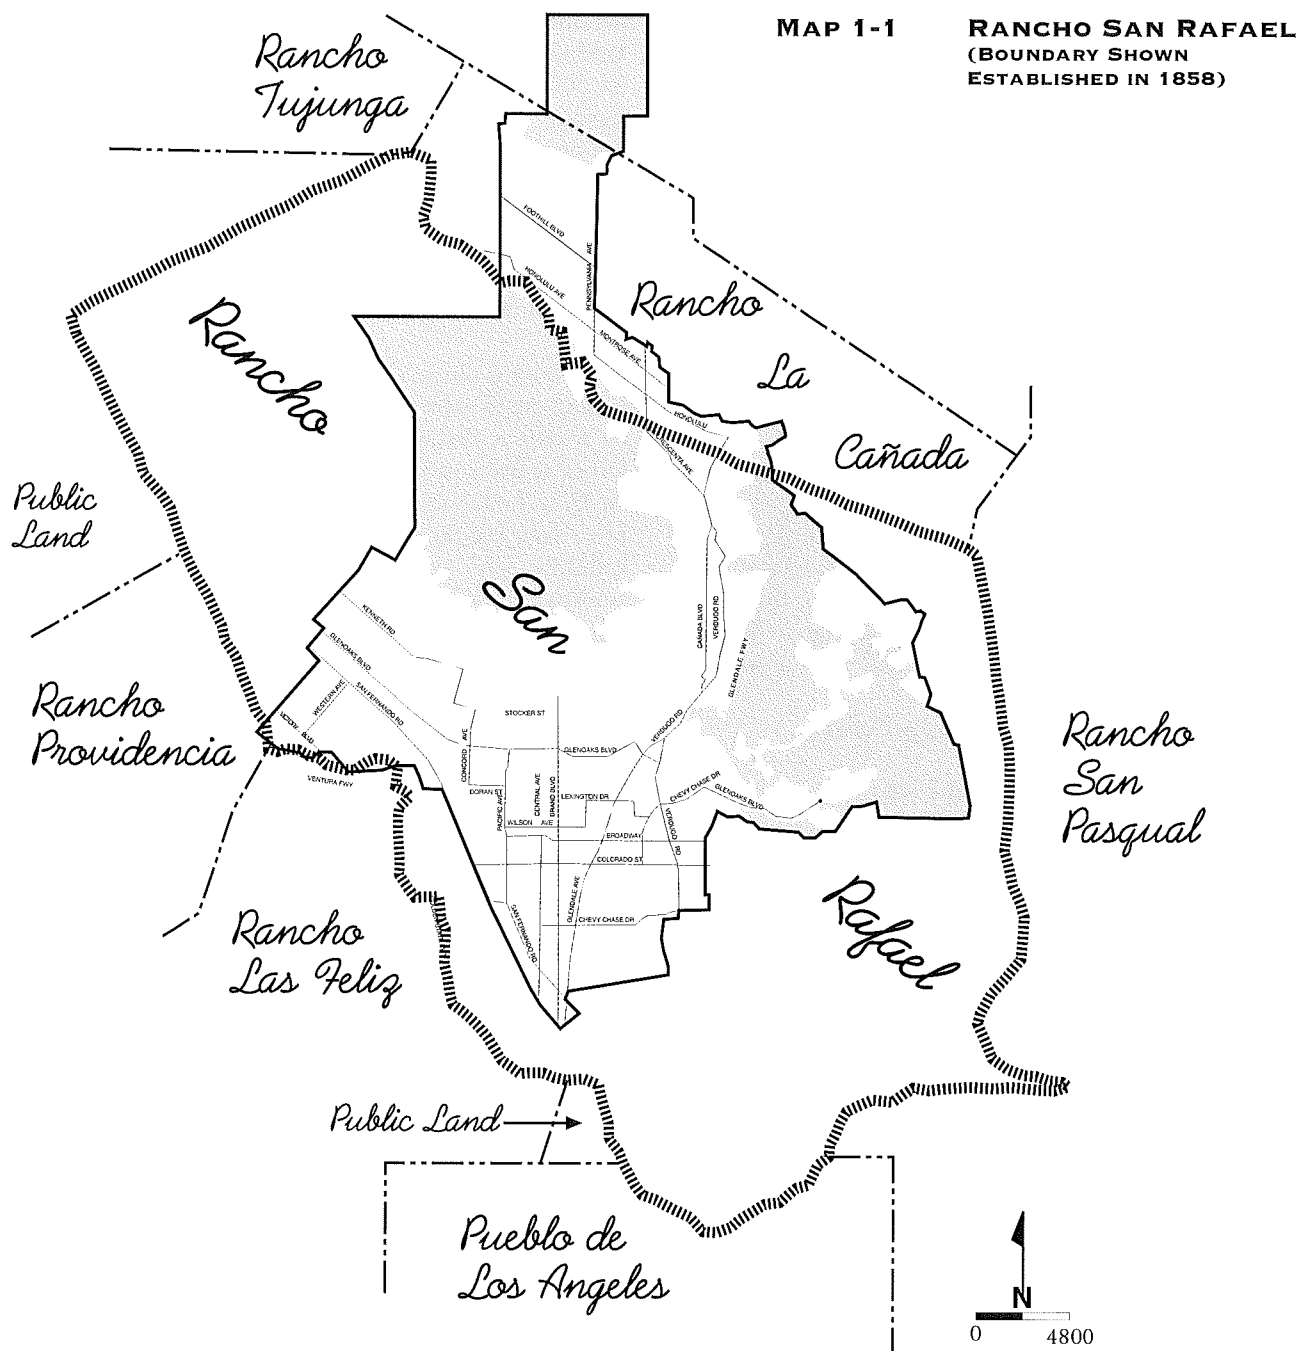 MAP 1-1
RANCHO SAN RAFAEL
(BOUNDARY SHOWN
ESTABLISHED IN 1858)
Rancho
Tujunga
FOOTHILL BLVD
PENNSYLVANIA AVE
HONOLULU AVE
MONTROSE AVE
HONOLULU
CRESCENTA AVE
Rancho
La
Cañada
Rancho
San
Rafael
Public
Land
Rancho
Providencia
KENNETH RD
GLENOAKS BLVD
WESTERN AVE
SAN FERNANDO RD
VICTORY BLVD
VENTURA FWY
CANADA BLVD
VERDUGO RD
GLENDALE FWY
STOCKER ST
VERDUGO RD
GLENOAKS BLVD
CONCORD AVE
DORAN ST
PACIFIC AVE
CENTRAL AVE
BRAND BLVD
LEXINGTON DR
CHEVY CHASE DR
GLENOAKS BLVD
WILSON AVE
BROADWAY
VERDUGO RD
COLORADO ST
GLENDALE AVE
SAN FERNANDO RD
CHEVY CHASE DR
Rancho
San
Pasqual
Rancho
Las Feliz
Public Land
Pueblo de
Los Angeles
N
0 4800